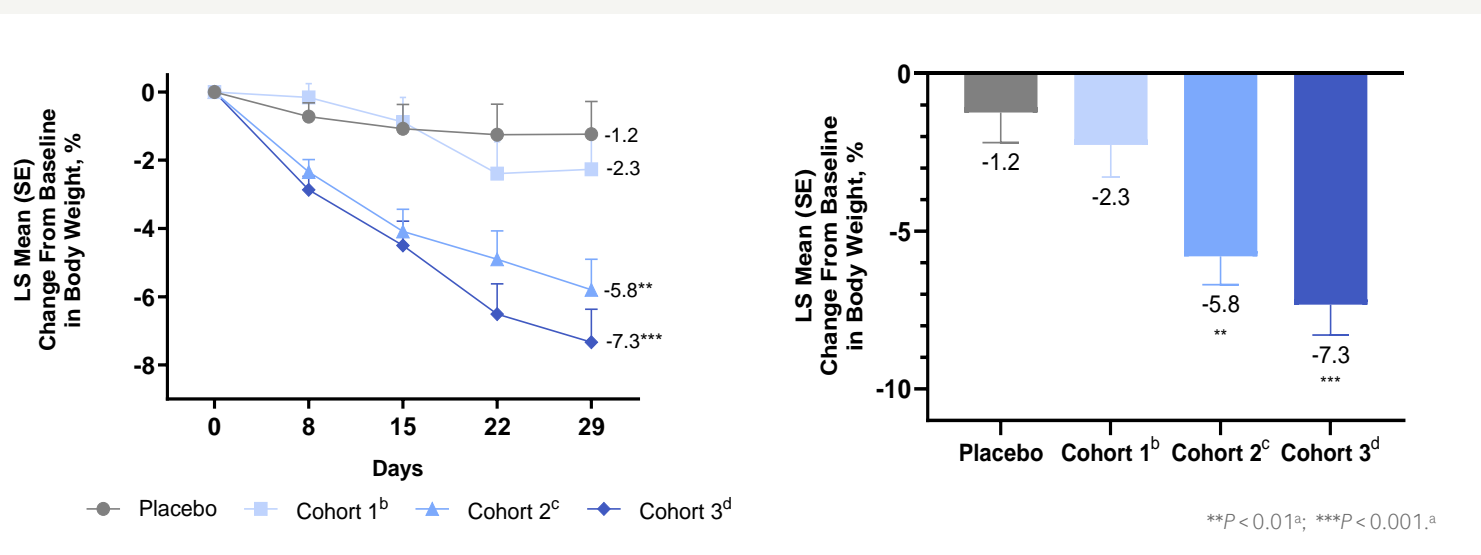 LS Mean (SE)
Change From Baseline
in Body Weight, %
0
-2
-4
-6
-8
-1.2
-2.3
-5.8**
-7.3***
0 8 15 22 29
Days
Placebo Cohort 1ᵇ Cohort 2ᶜ Cohort 3ᵈ
LS Mean (SE)
Change From Baseline
in Body Weight, %
0
-5
-10
-1.2
-2.3
-5.8
**
-7.3
***
Placebo Cohort 1ᵇ Cohort 2ᶜ Cohort 3ᵈ
**P<0.01ᵃ; ***P<0.001.ᵃ